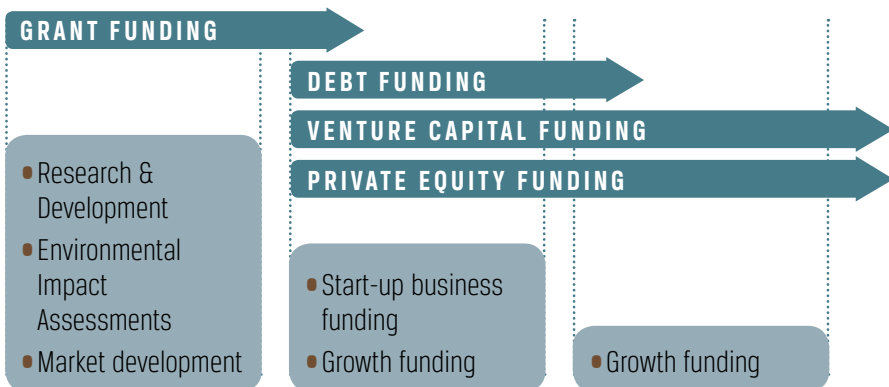 GRANT FUNDING
DEBT FUNDING
VENTURE CAPITAL FUNDING
PRIVATE EQUITY FUNDING
Research &
Development
Environmental
Impact
Assessments
Market development
Start-up business
funding
Growth funding
Growth funding